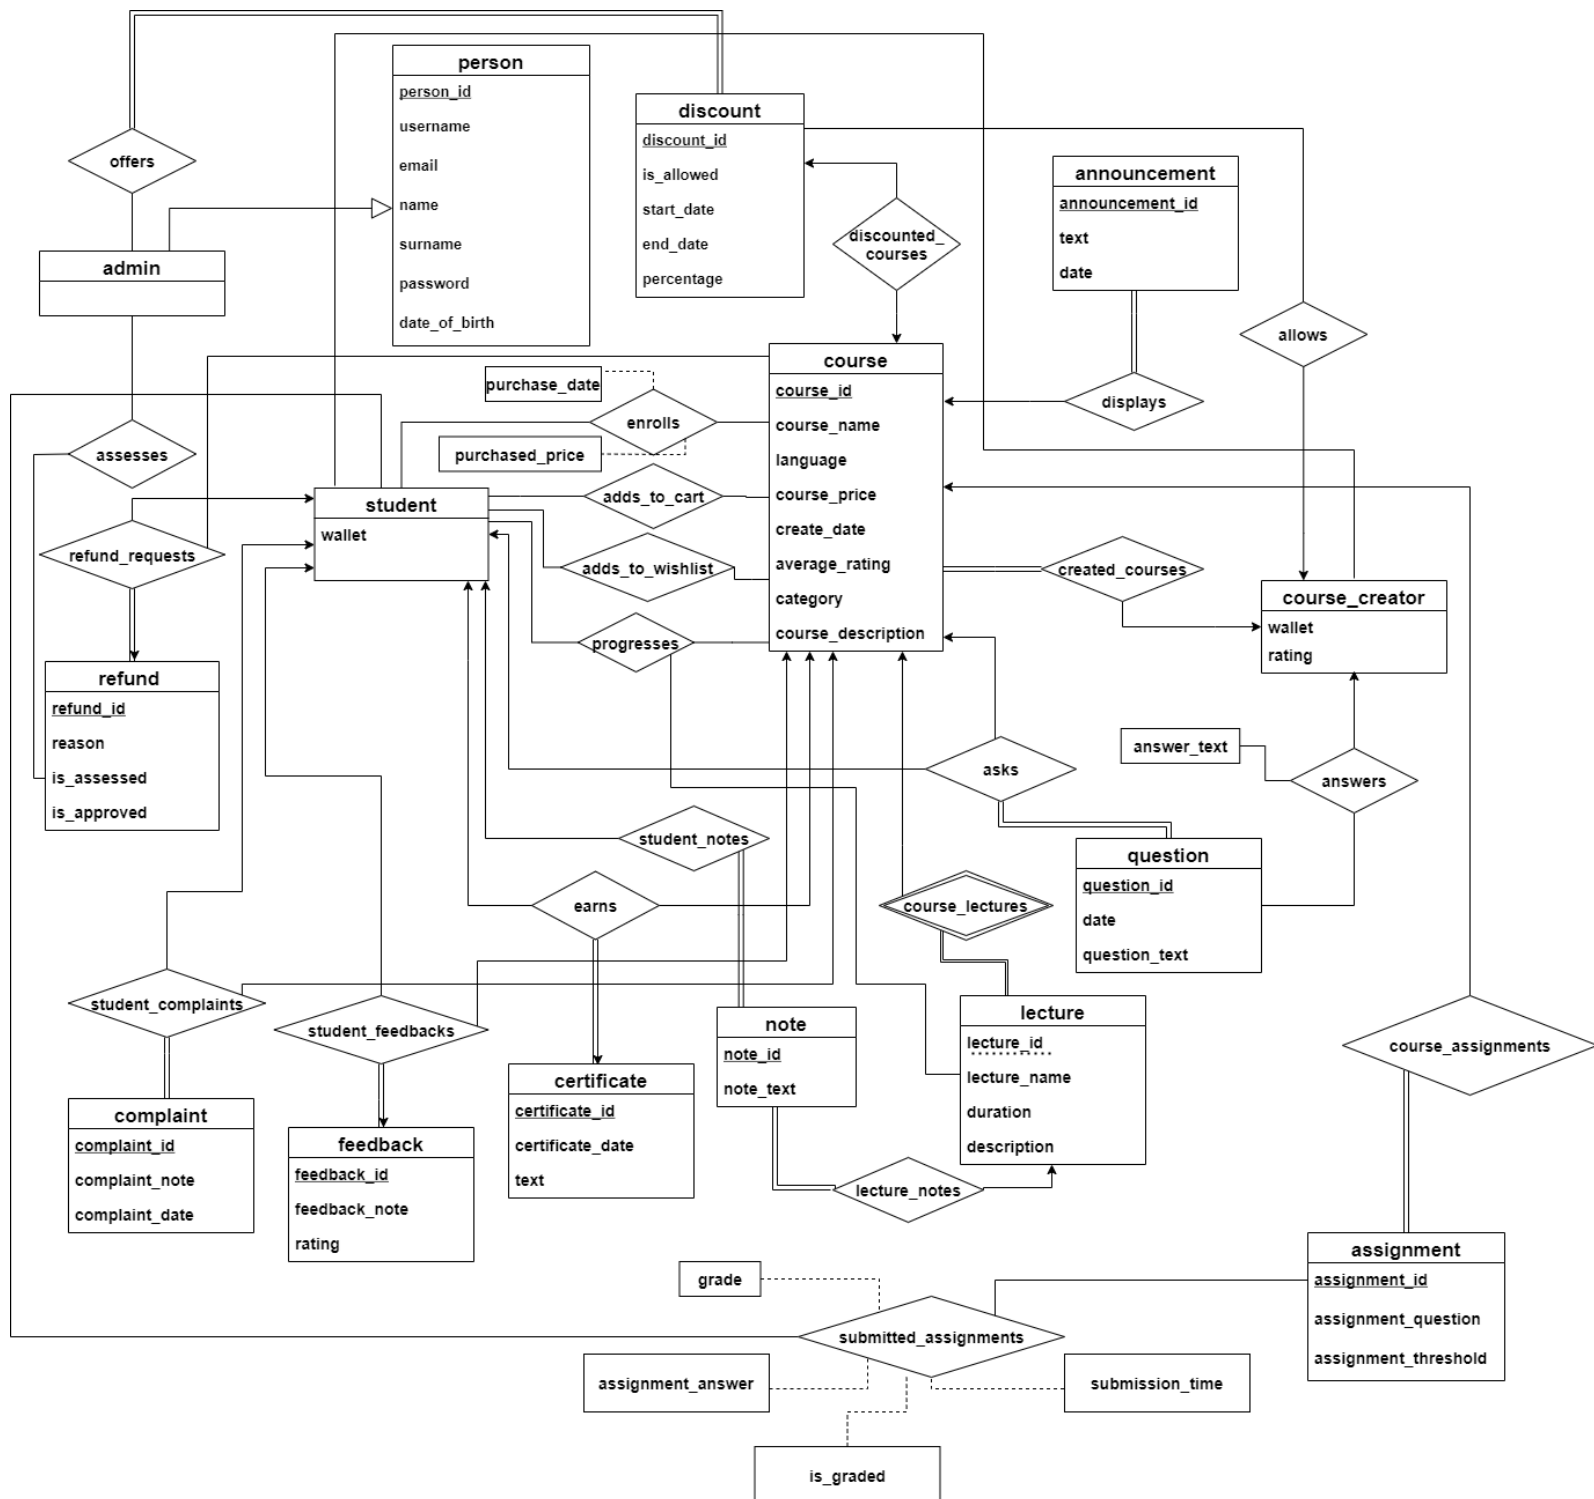 person
person_id
username
email
name
surname
password
date_of_birth
discount
discount_id
is_allowed
start_date
end_date
percentage
offers
announcement
announcement_id
text
date
discounted_
courses
admin
allows
displays
course
course_id
course_name
language
course_price
create_date
average_rating
category
course_description
purchase_date
enrolls
purchased_price
assesses
adds_to_cart
student
wallet
refund_requests
adds_to_wishlist
created_courses
course_creator
wallet
rating
progresses
refund
refund_id
reason
is_assessed
is_approved
answer_text
asks
answers
student_notes
question
question_id
date
question_text
earns
course_lectures
student_complaints
student_feedbacks
note
note_id
note_text
lecture
lecture_id
lecture_name
duration
description
course_assignments
certificate
certificate_id
certificate_date
text
complaint
complaint_id
complaint_note
complaint_date
feedback
feedback_id
feedback_note
rating
lecture_notes
assignment
assignment_id
assignment_question
assignment_threshold
grade
submitted_assignments
assignment_answer
submission_time
is_graded